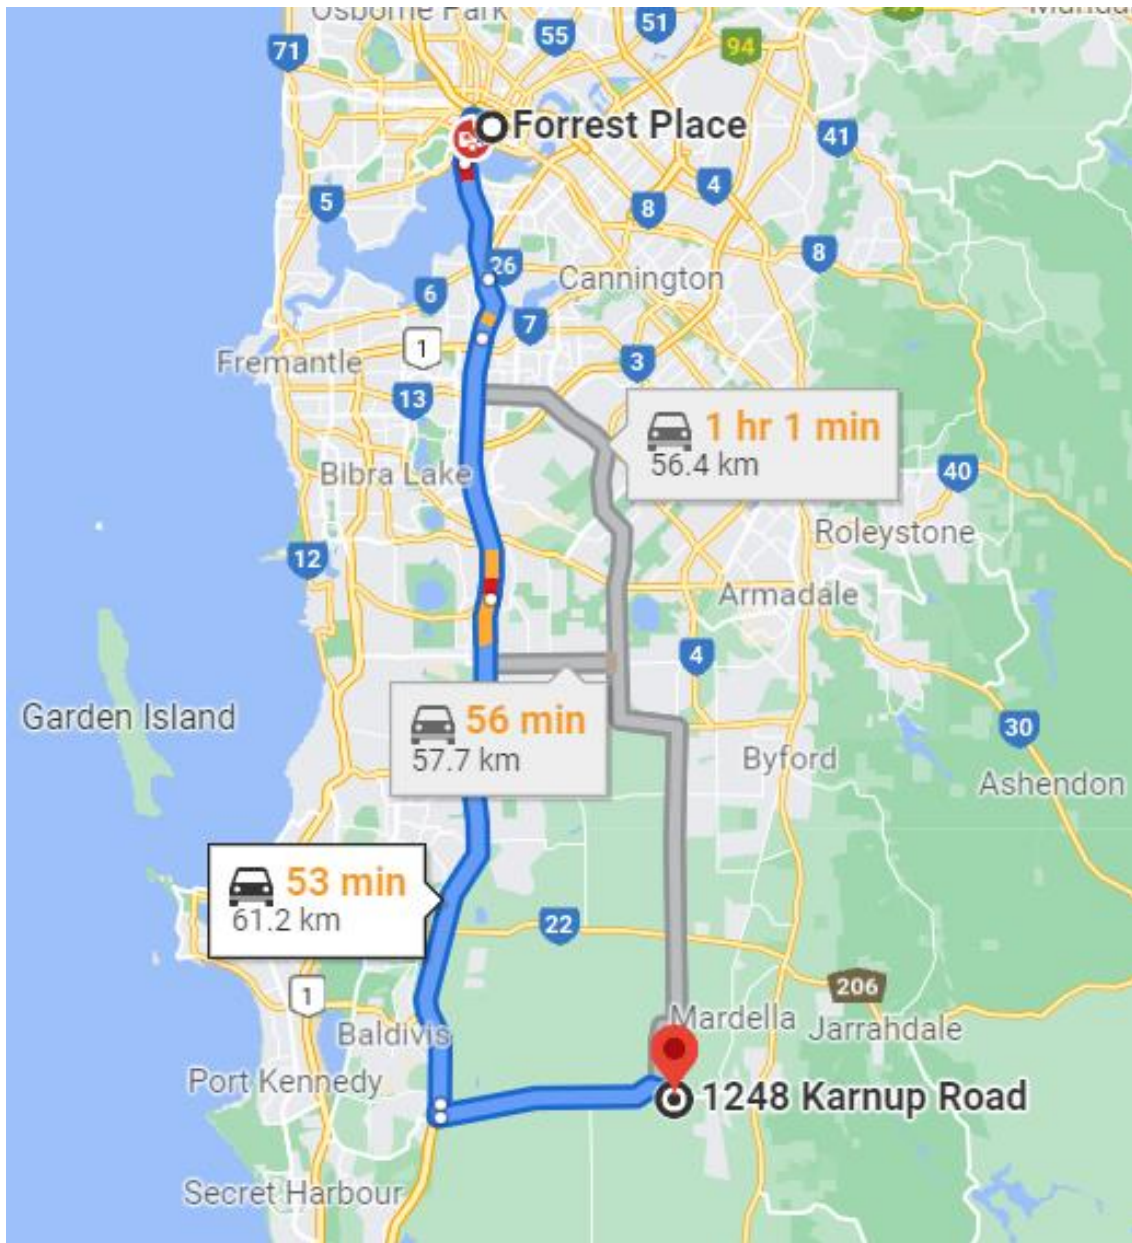 Osborne Park
51
55
71
94
Forrest Place
41
4
5
8
8
26
Cannington
6
7
1
Fremantle
3
13
1 hr 1 min
56.4 km
Bibra Lake
40
Roleystone
12
Armadale
4
Garden Island
56 min
57.7 km
30
Byford
Ashendon
53 min
61.2 km
22
206
1
Mardella
Jarrahdale
Baldivis
Port Kennedy
1248 Karnup Road
Secret Harbour